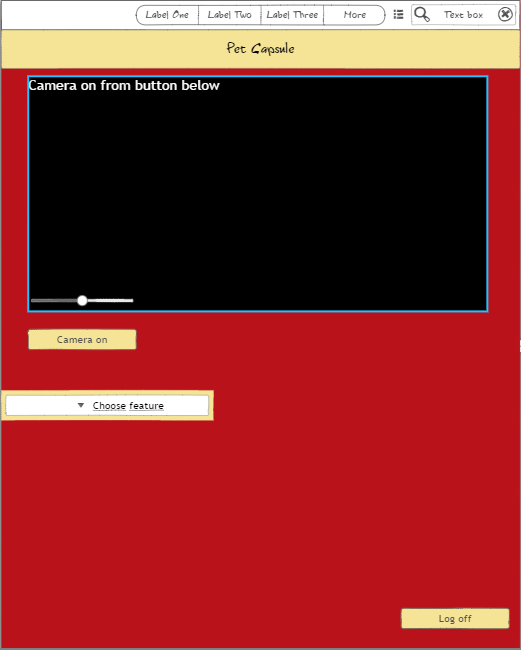 Label One Label Two Label Three More Text box
Pet Capsule
Camera on from button below
Camera on
Choose feature
Log off